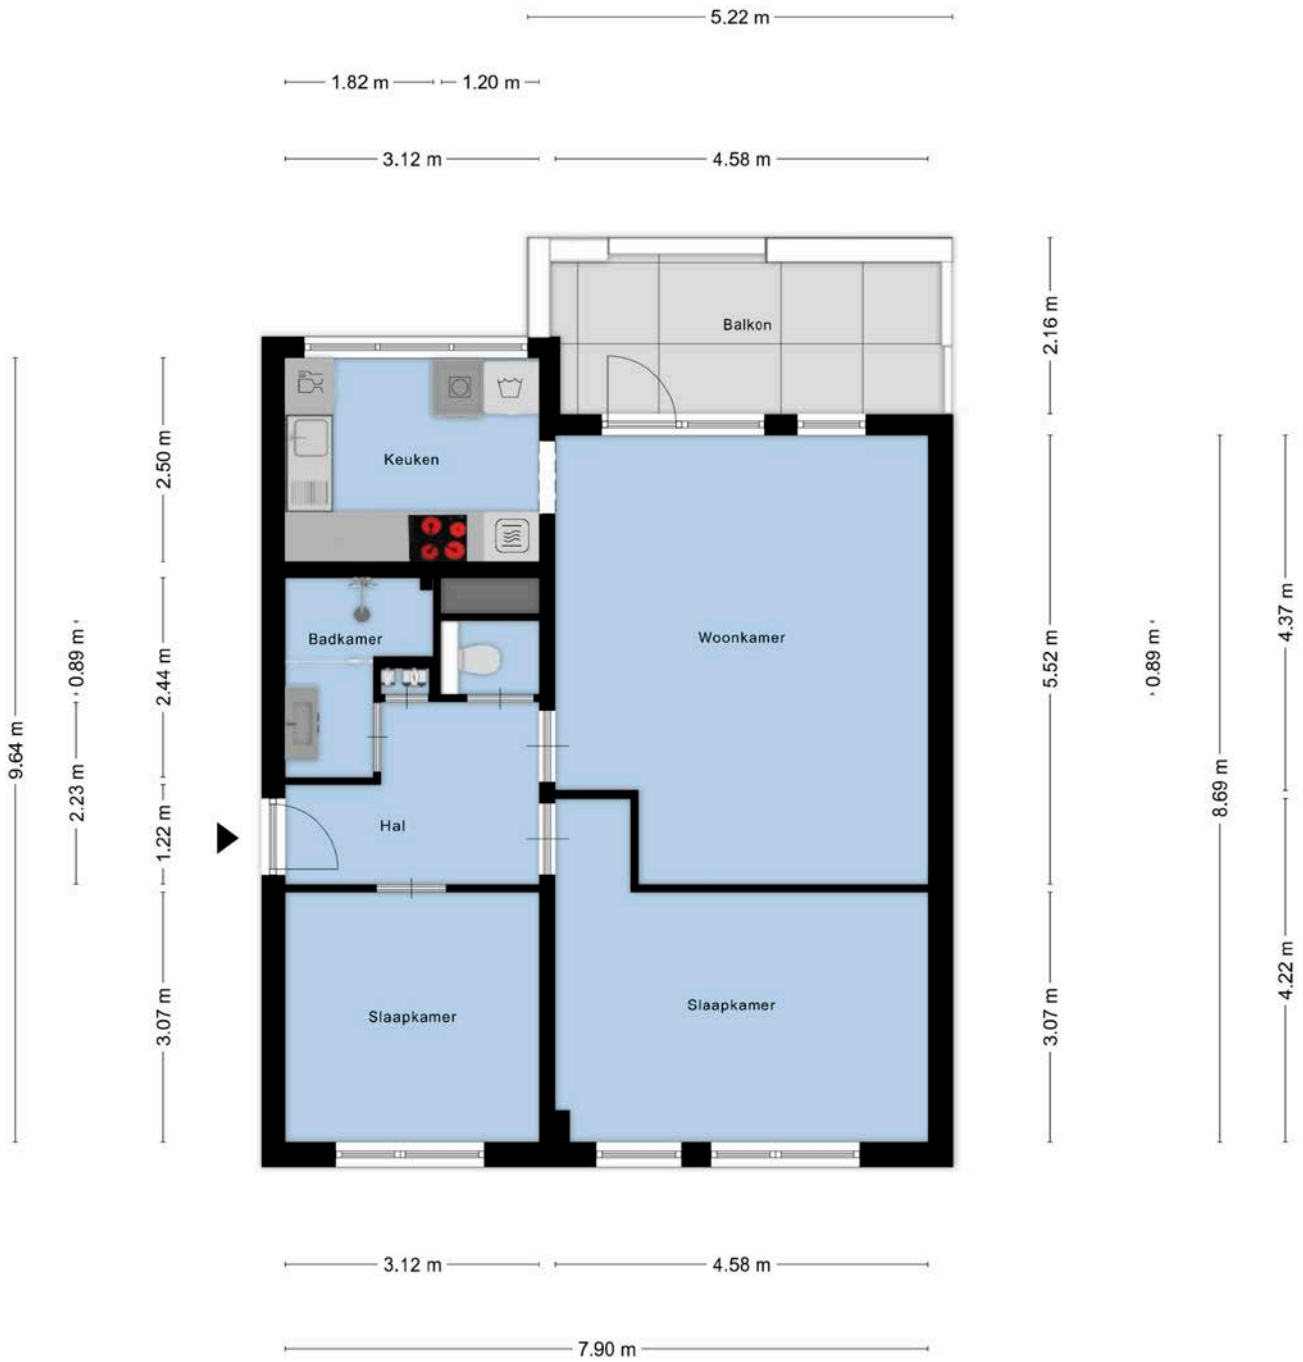 5.22 m
1.82 m
1.20 m
3.12 m
4.58 m
Balkon
2.16 m
Keuken
2.50 m
Badkamer
Woonkamer
0.89 m
2.44 m
9.64 m
2.23 m
1.22 m
Hal
5.52 m
0.89 m
4.37 m
8.69 m
Slaapkamer
Slaapkamer
3.07 m
3.07 m
4.22 m
3.12 m
4.58 m
7.90 m